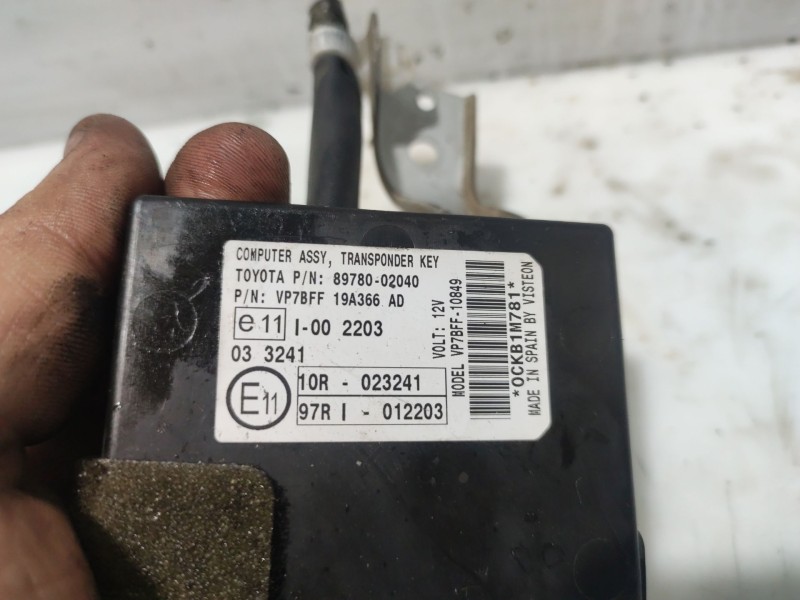 COMPUTER ASSY, TRANSPONDER KEY
TOYOTA P/N: 89780-02040
P/N: VP7BFF 19A366 AD
e11 I-00 2203
03 3241
E11
10R - 023241
97R I - 012203
VOLT: 12V
MODEL VP7BFF-10849
*0CKB1M781*
MADE IN SPAIN BY VISTEON